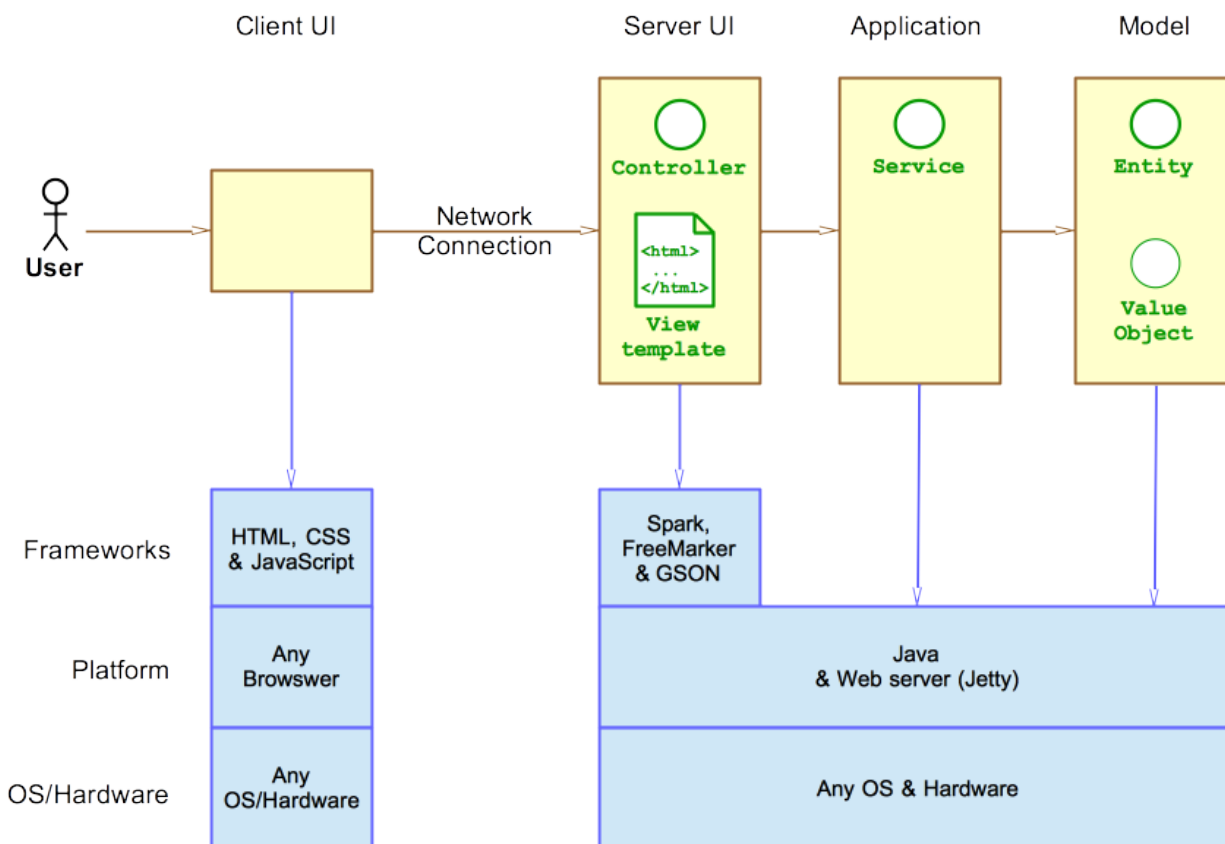 Client UI
Server UI
Application
Model
User
Network
Connection
Controller
<html>
...
</html>
View
template
Service
Entity
Value
Object
Frameworks
HTML, CSS
& JavaScript
Spark,
FreeMarker
& GSON
Platform
Any
Browswer
Java
& Web server (Jetty)
OS/Hardware
Any
OS/Hardware
Any OS & Hardware